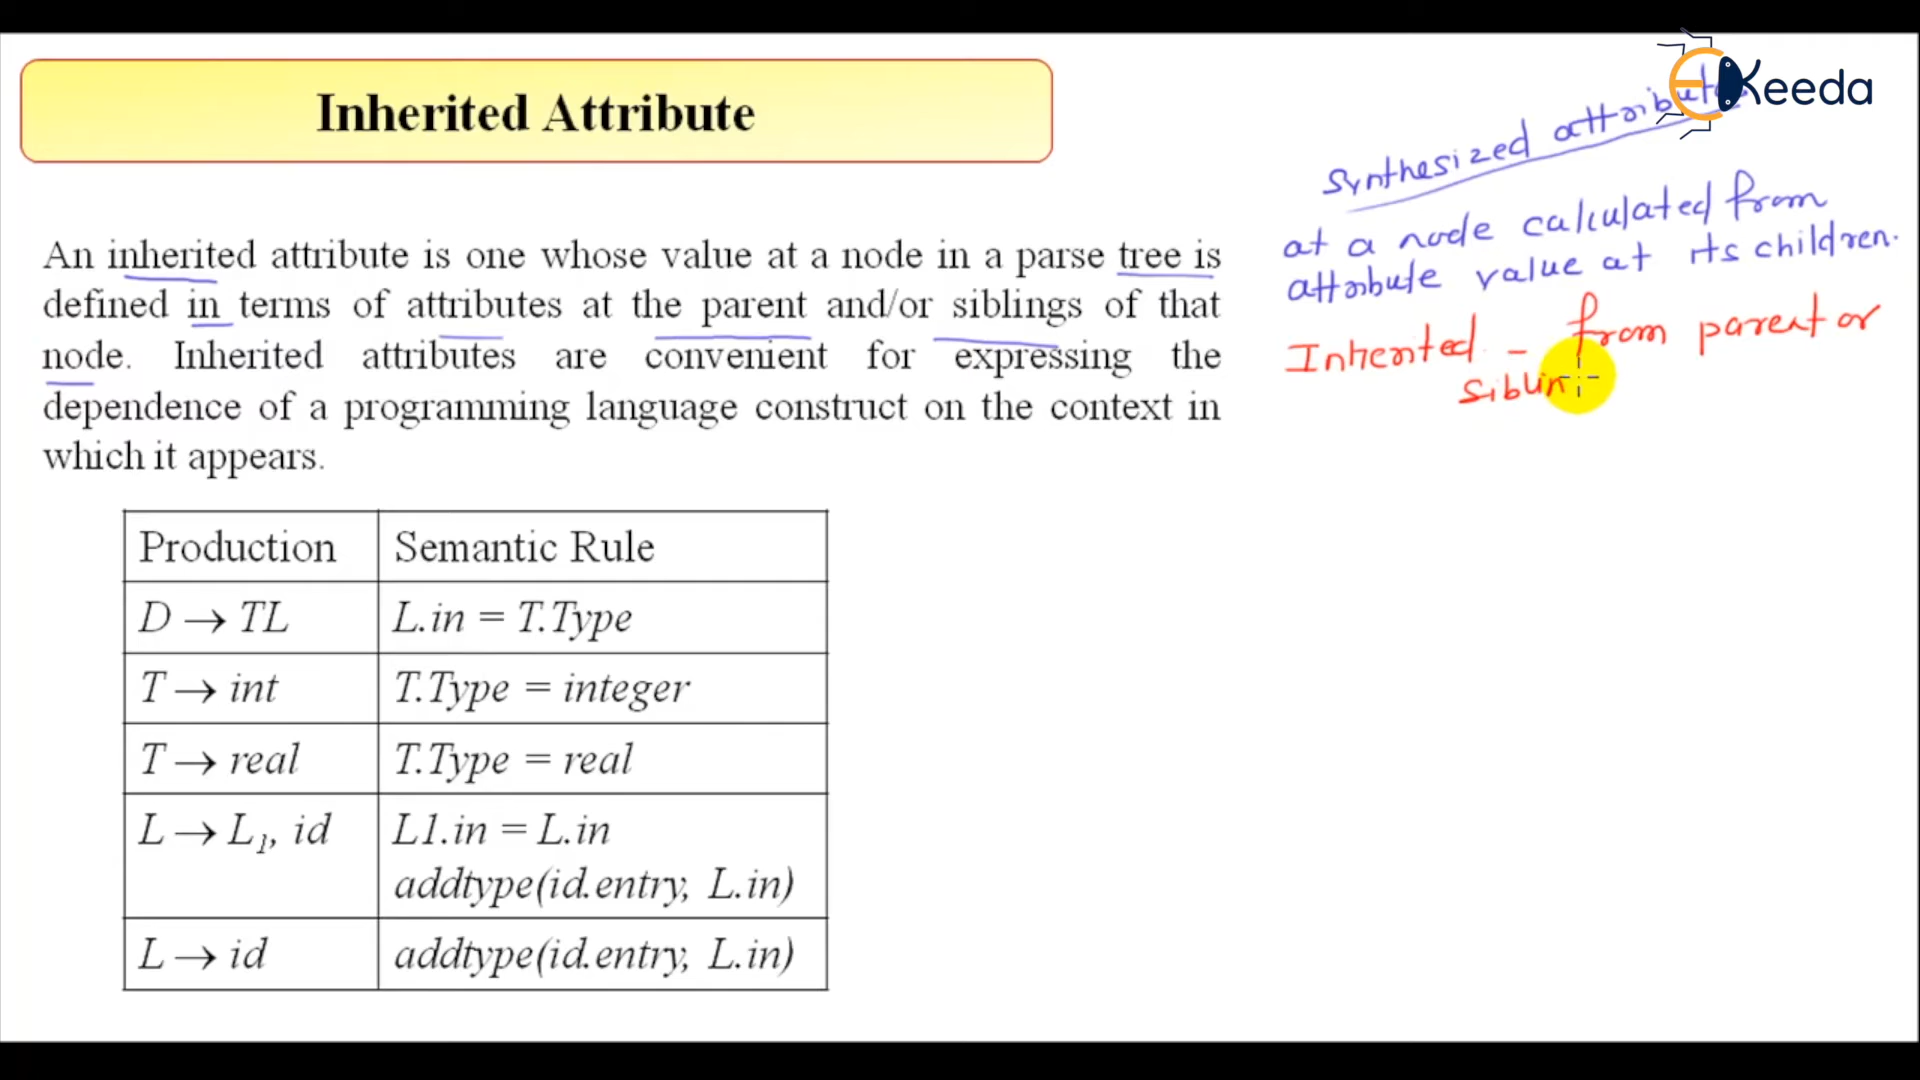 Inherited Attribute
Keeda
Synthesized attribute
at a node calculated from
attribute value at its children.
Inherited - from parent or
Siblin
An inherited attribute is one whose value at a node in a parse tree is
defined in terms of attributes at the parent and/or siblings of that
node. Inherited attributes are convenient for expressing the
dependence of a programming language construct on the context in
which it appears.
Production Semantic Rule
D → TL L.in = T.Type
T → int T.Type = integer
T → real T.Type = real
L → L1, id L1.in = L.in
addtype(id.entry, L.in)
L → id addtype(id.entry, L.in)